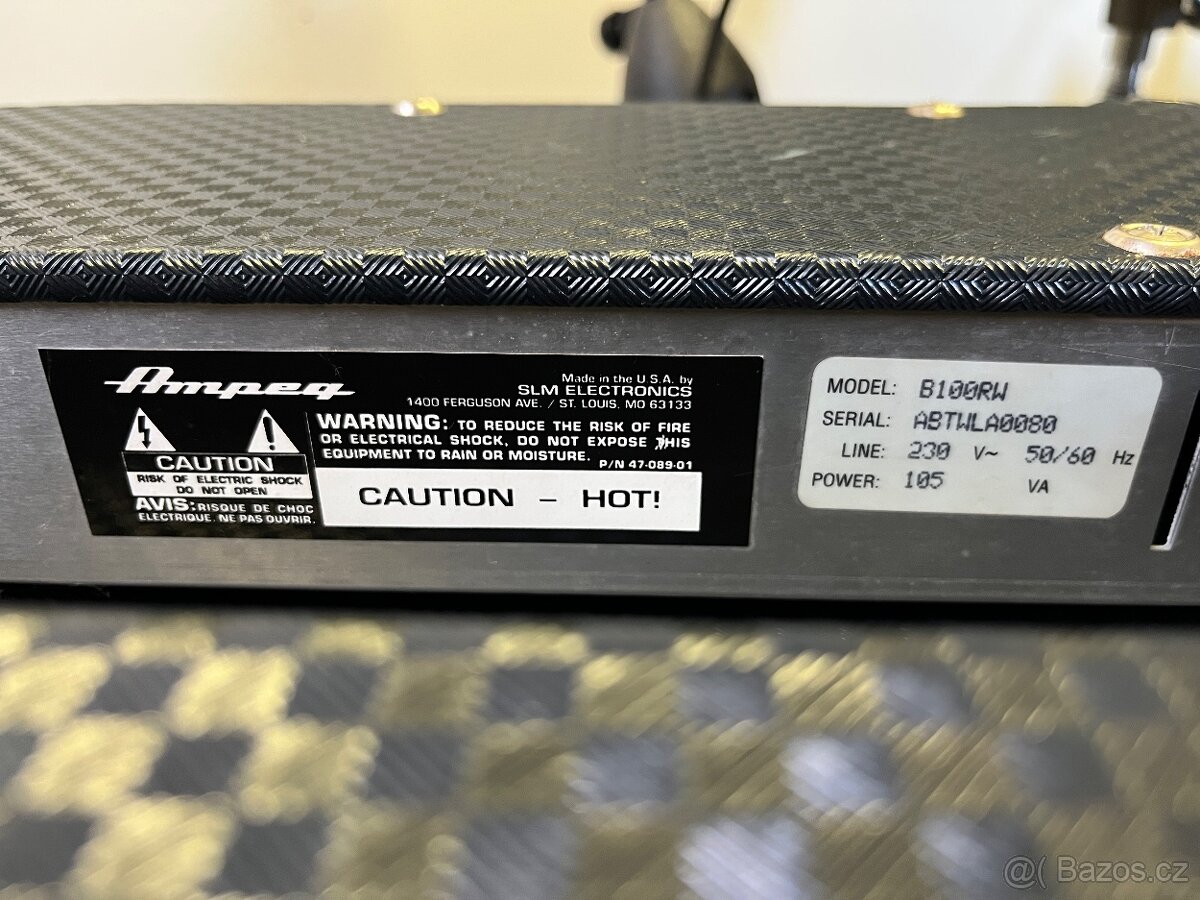 Ampeg
Made in the U.S.A. by
SLM ELECTRONICS
1400 FERGUSON AVE. / ST. LOUIS, MO 63133
WARNING: TO REDUCE THE RISK OF FIRE
OR ELECTRICAL SHOCK, DO NOT EXPOSE THIS
EQUIPMENT TO RAIN OR MOISTURE.
P/N 47-089-01
CAUTION
RISK OF ELECTRIC SHOCK
DO NOT OPEN
AVIS: RISQUE DE CHOC
ELECTRIQUE. NE PAS OUVRIR.
CAUTION – HOT!
MODEL: B100RW
SERIAL: ABTWLA0080
LINE: 230 V~ 50/60 Hz
POWER: 105 VA
@( Bazos.cz